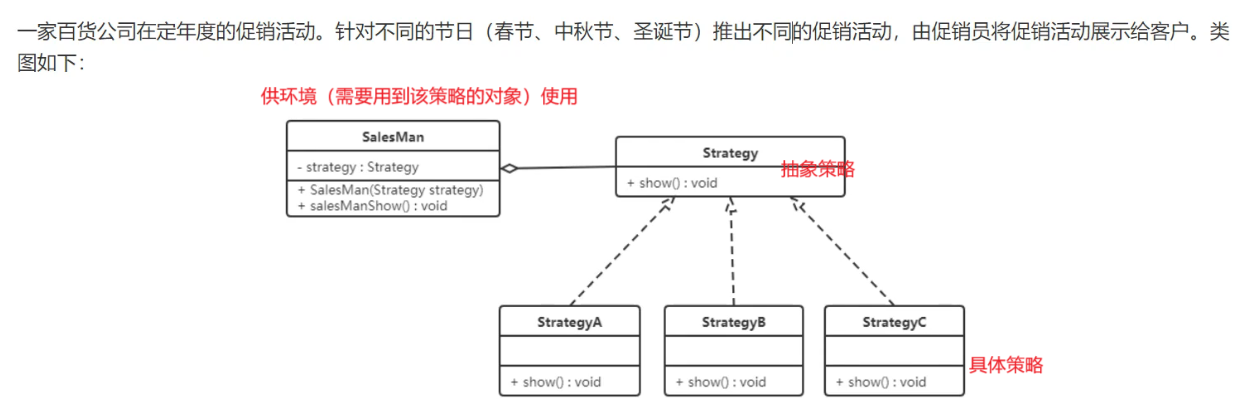 一家百货公司在定年度的促销活动。针对不同的节日（春节、中秋节、圣诞节）推出不同的促销活动，由促销员将促销活动展示给客户。类
图如下：
供环境（需要用到该策略的对象）使用
SalesMan
- strategy : Strategy
+ SalesMan(Strategy strategy)
+ salesManShow() : void
Strategy
抽象策略
+ show() : void
StrategyA
+ show() : void
StrategyB
+ show() : void
StrategyC
+ show() : void
具体策略